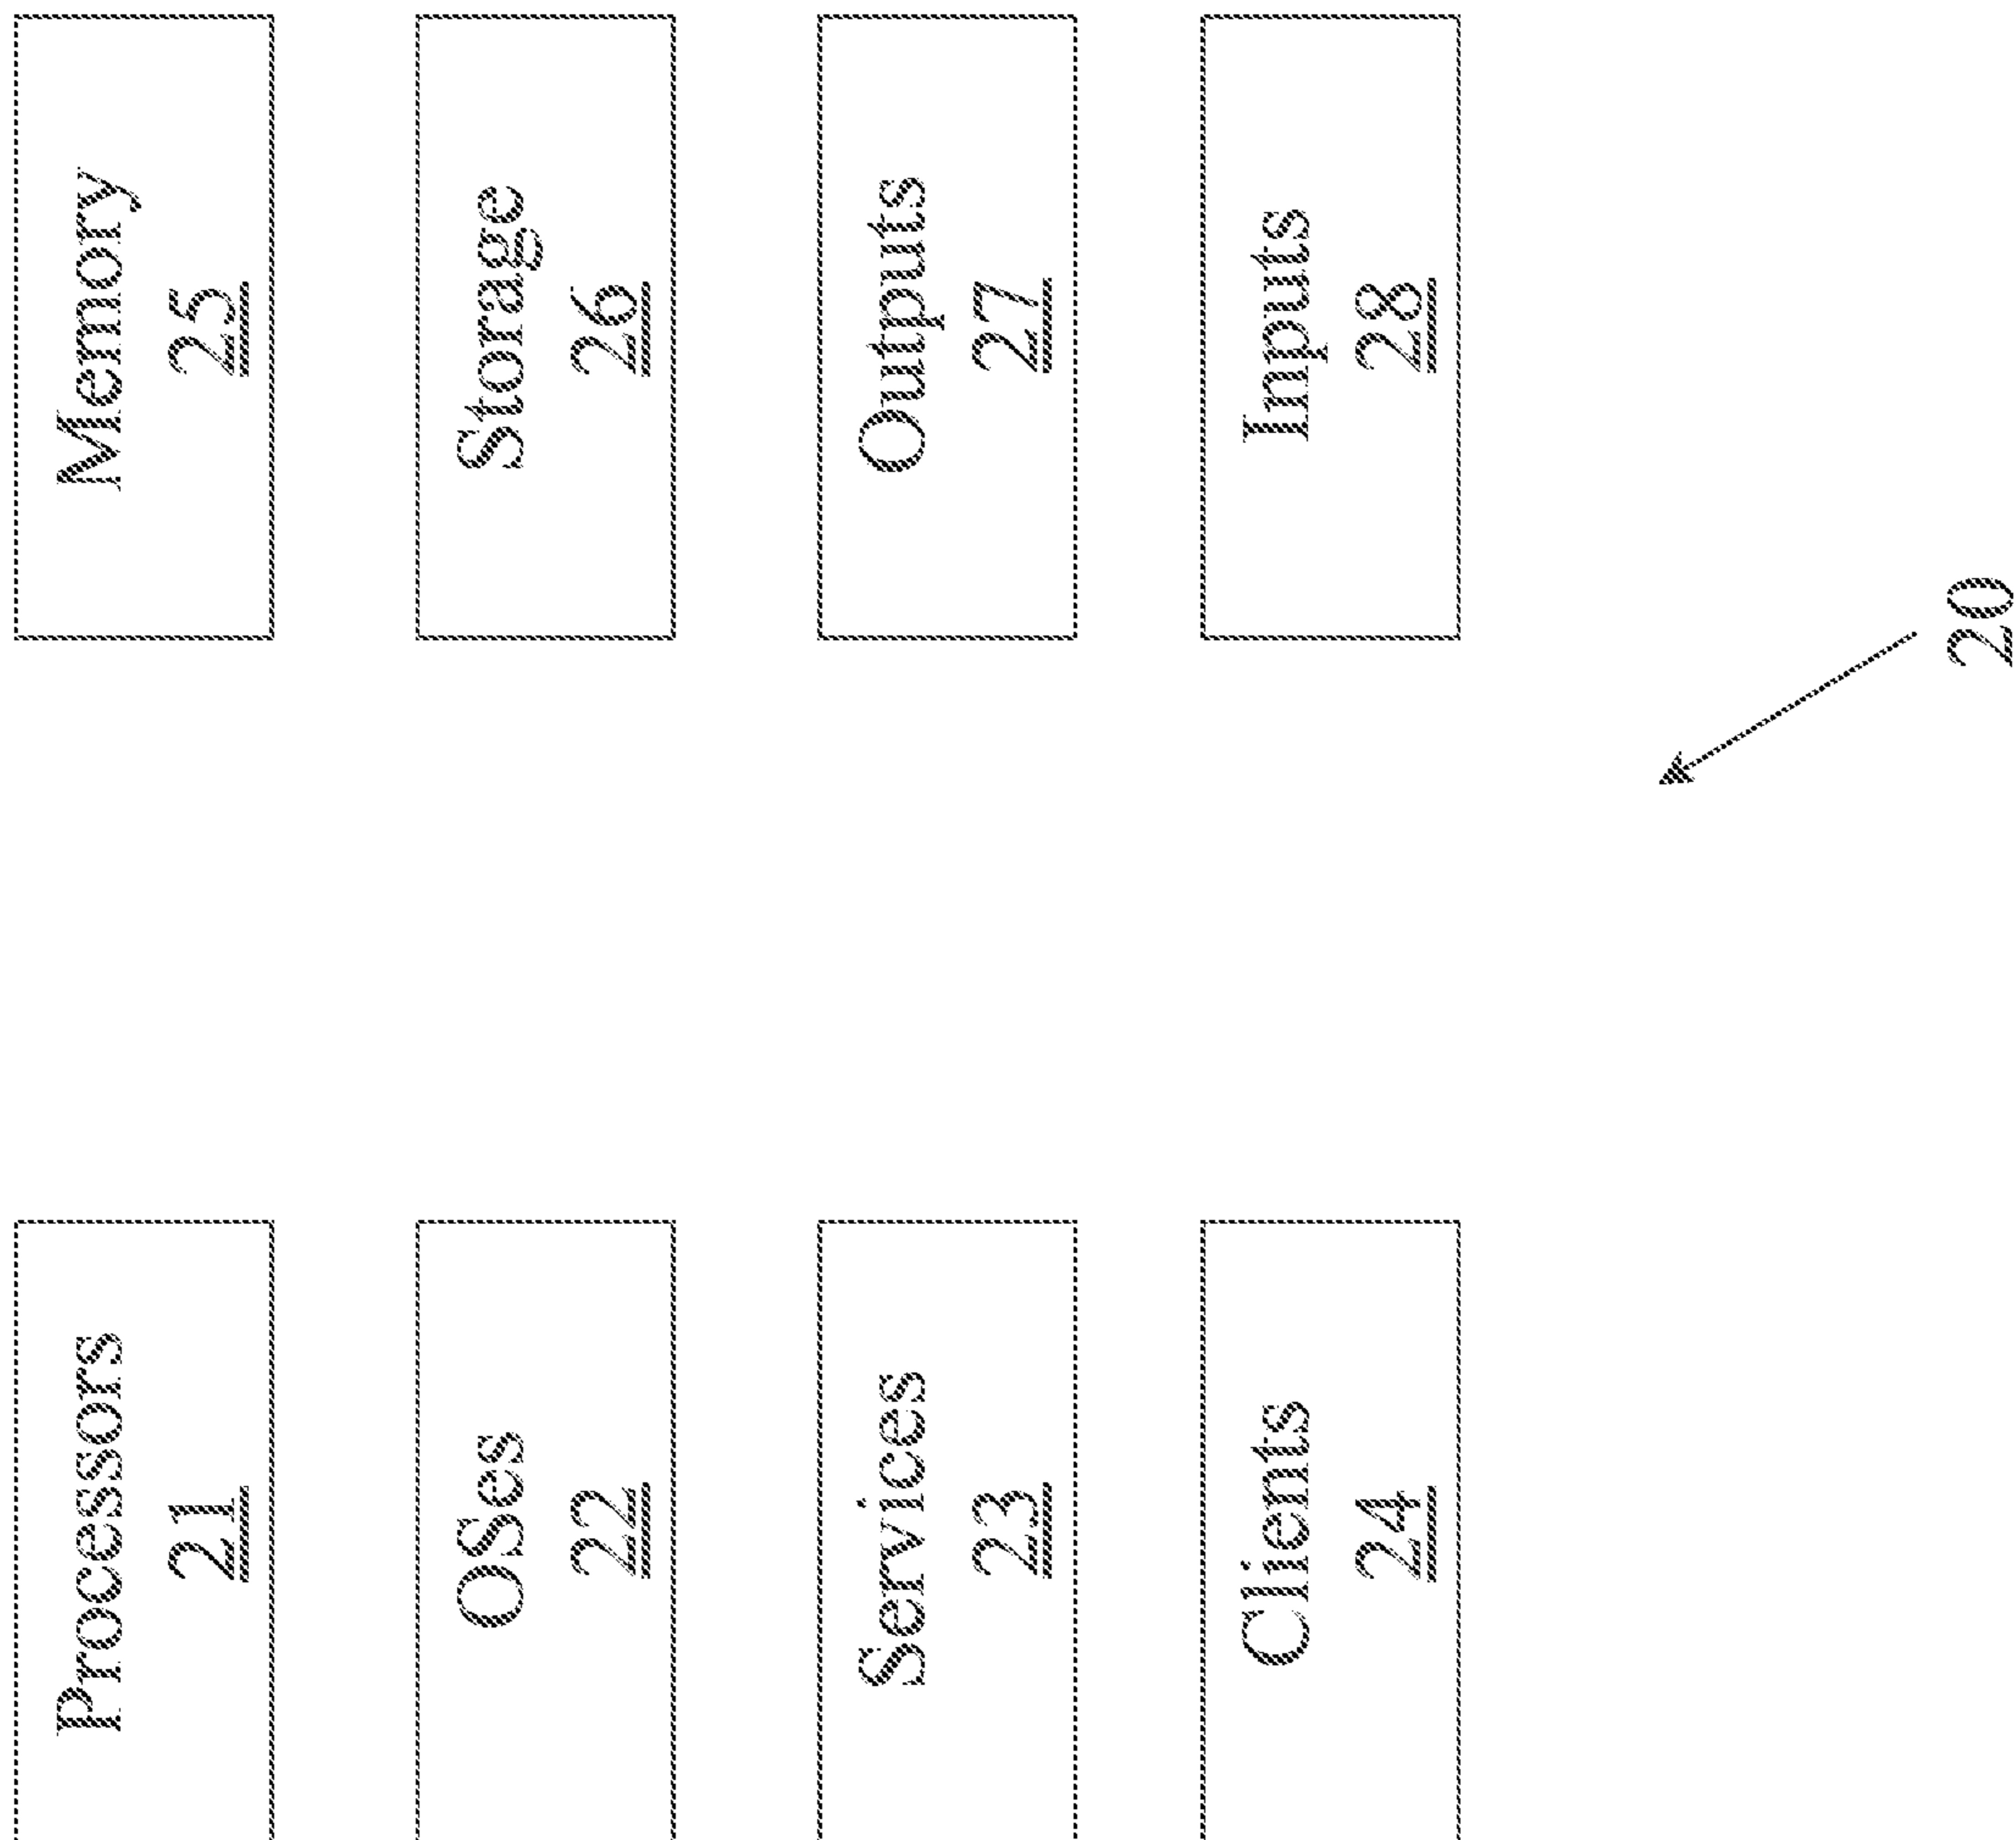 Processors
21
Memory
25
OSes
22
Storage
26
Services
23
Outputs
27
Clients
24
Inputs
28
20